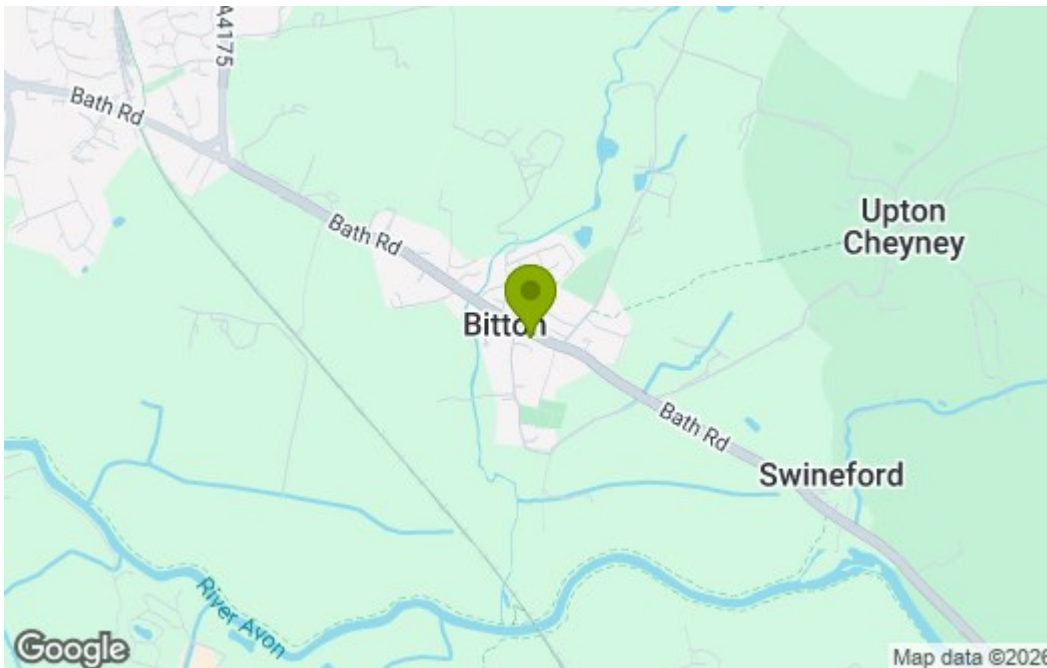 A4175
Bath Rd
Bath Rd
Upton
Cheyney
Bitton
Bath Rd
Swineford
River Avon
Google
Map data ©2026